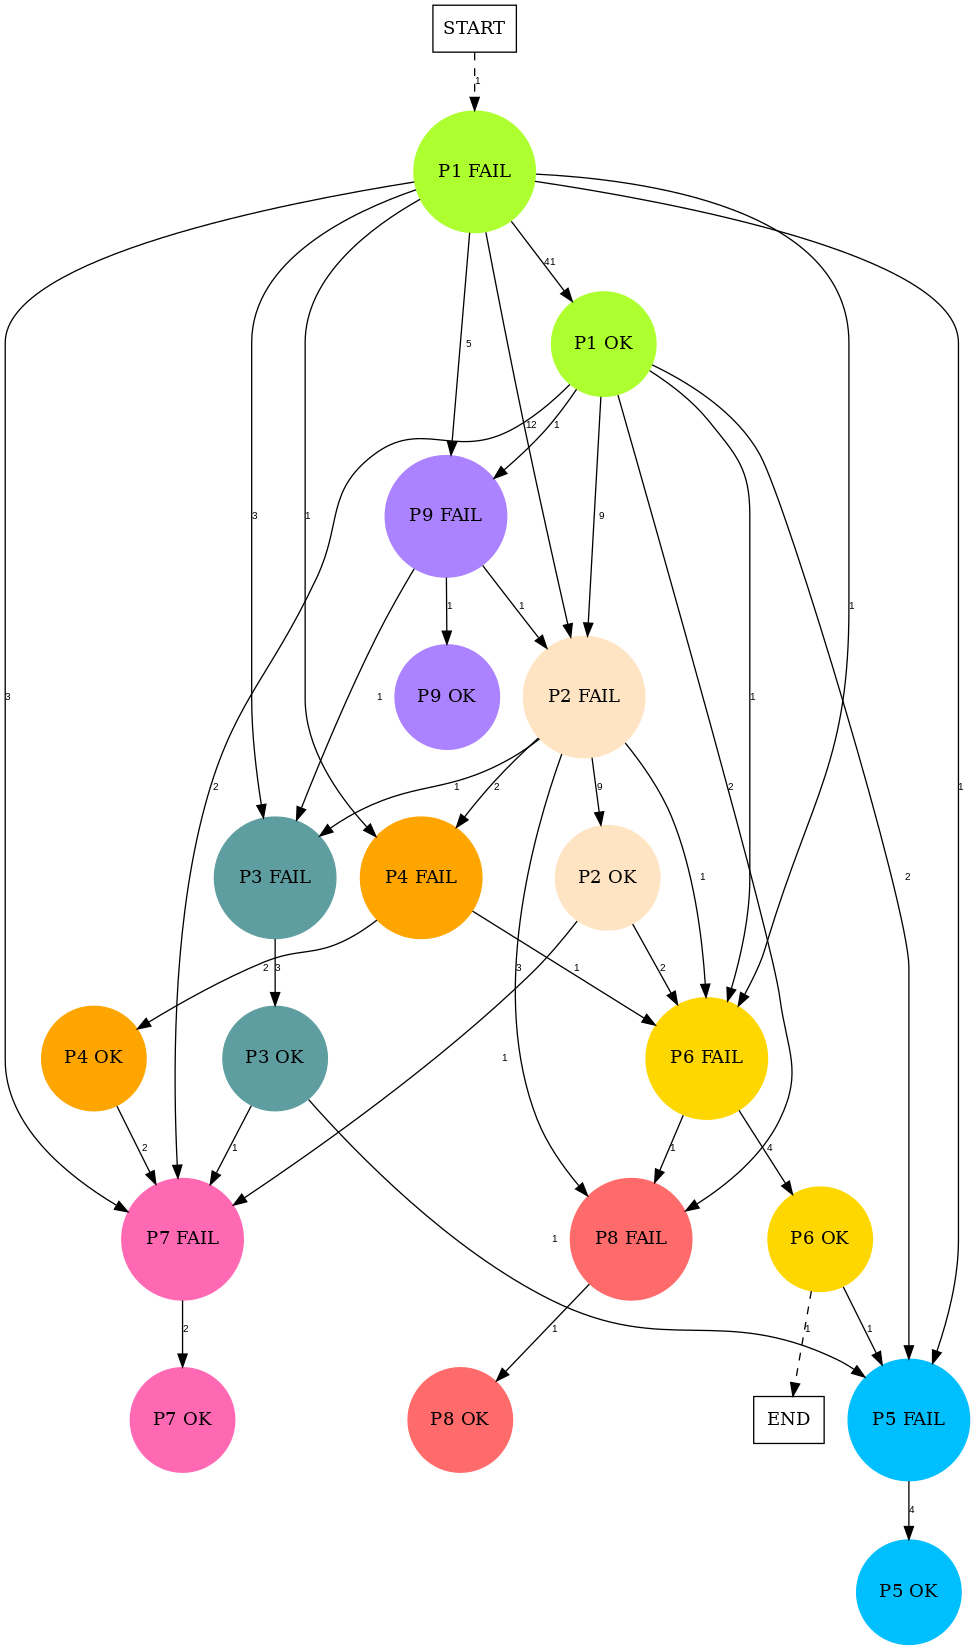 START
1
P1 FAIL
41
P1 OK
5
12
1
3
1
9
P9 FAIL
1
1
1
P9 OK
P2 FAIL
3
1
1
2
1
2
9
2
1
P3 FAIL
P4 FAIL
P2 OK
1
2
2
3
3
1
2
P4 OK
P3 OK
1
P6 FAIL
2
1
1
4
P7 FAIL
1
P8 FAIL
P6 OK
2
1
1
1
P7 OK
P8 OK
END
P5 FAIL
4
P5 OK